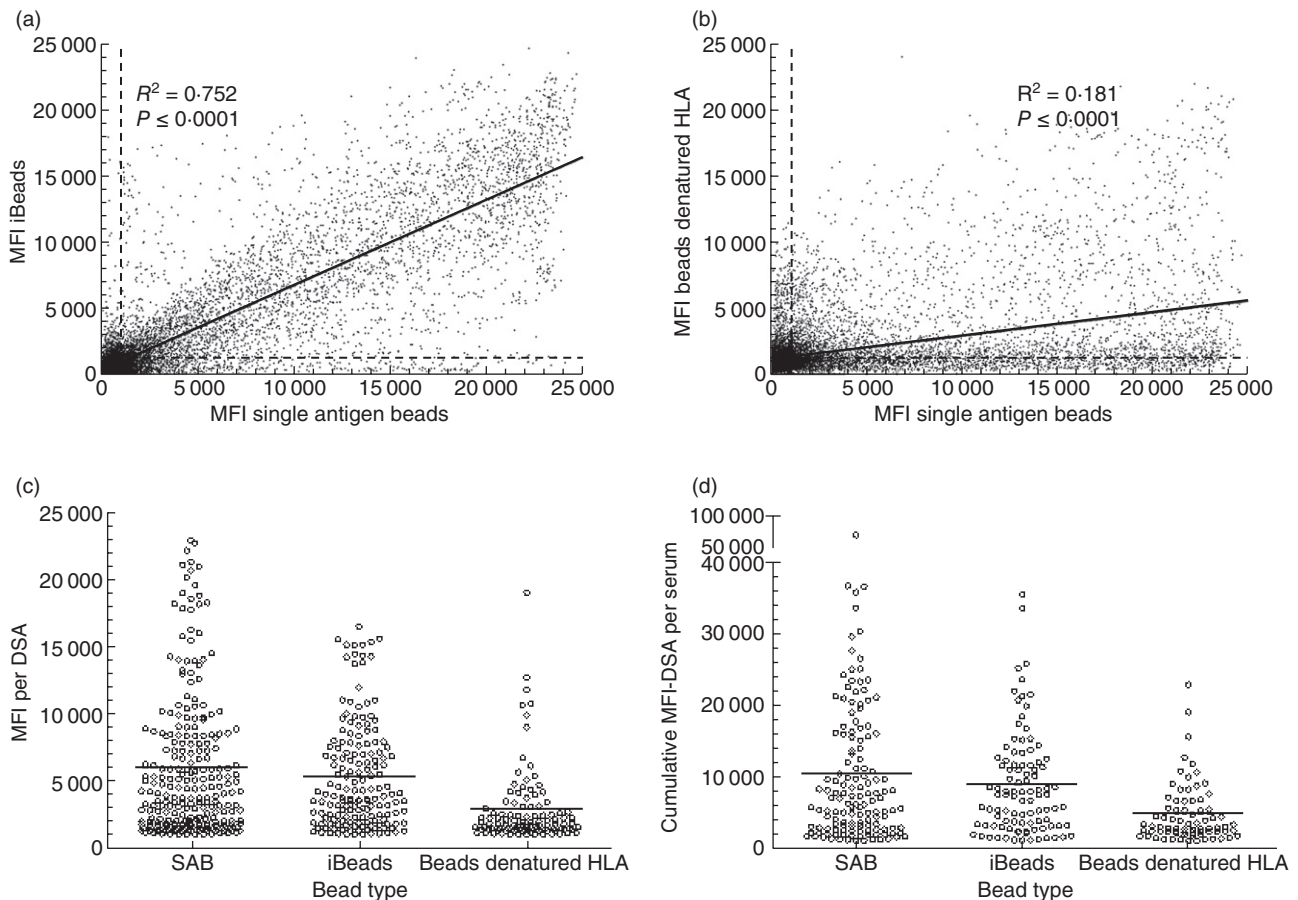 (a)
25 000
20 000
15 000
10 000
5 000
0
MFI iBeads
R² = 0·752
P ≤ 0·0001
0
5 000
10 000
15 000
20 000
25 000
MFI single antigen beads
(b)
25 000
20 000
15 000
10 000
5 000
0
MFI beads denatured HLA
R² = 0·181
P ≤ 0·0001
0
5 000
10 000
15 000
20 000
25 000
MFI single antigen beads
(c)
25 000
20 000
15 000
10 000
5 000
0
MFI per DSA
SAB
iBeads
Beads denatured HLA
Bead type
(d)
100 000
50 000
40 000
30 000
20 000
10 000
0
Cumulative MFI-DSA per serum
SAB
iBeads
Beads denatured HLA
Bead type